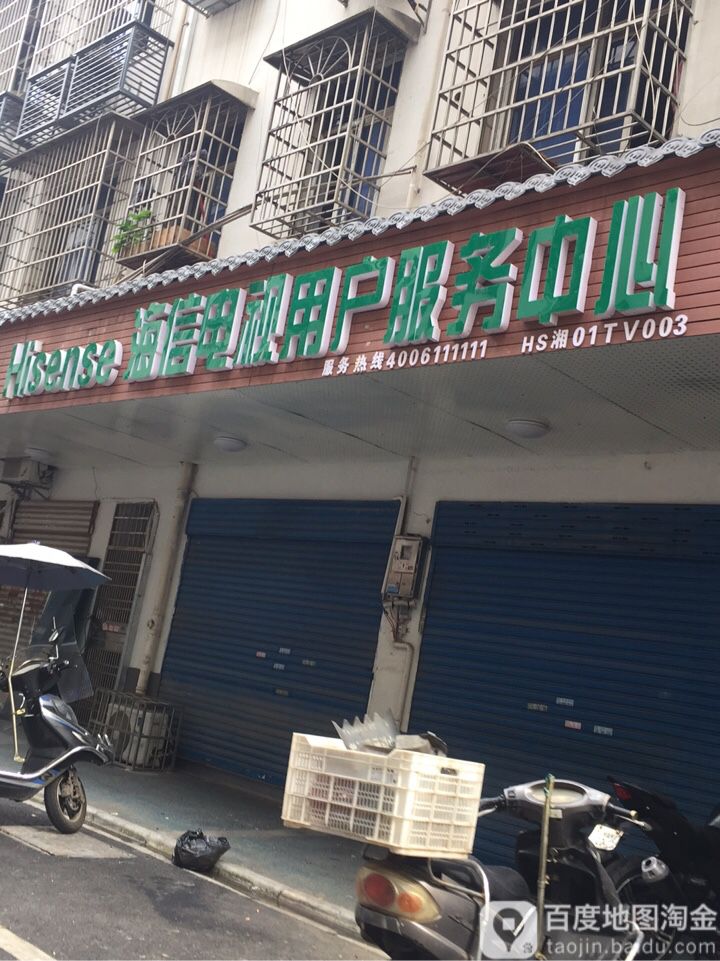 Hisense 海信电视用户服务中心
服务热线4006111111 HS湘01TV003
百度地图淘金
taojin.baidu.com